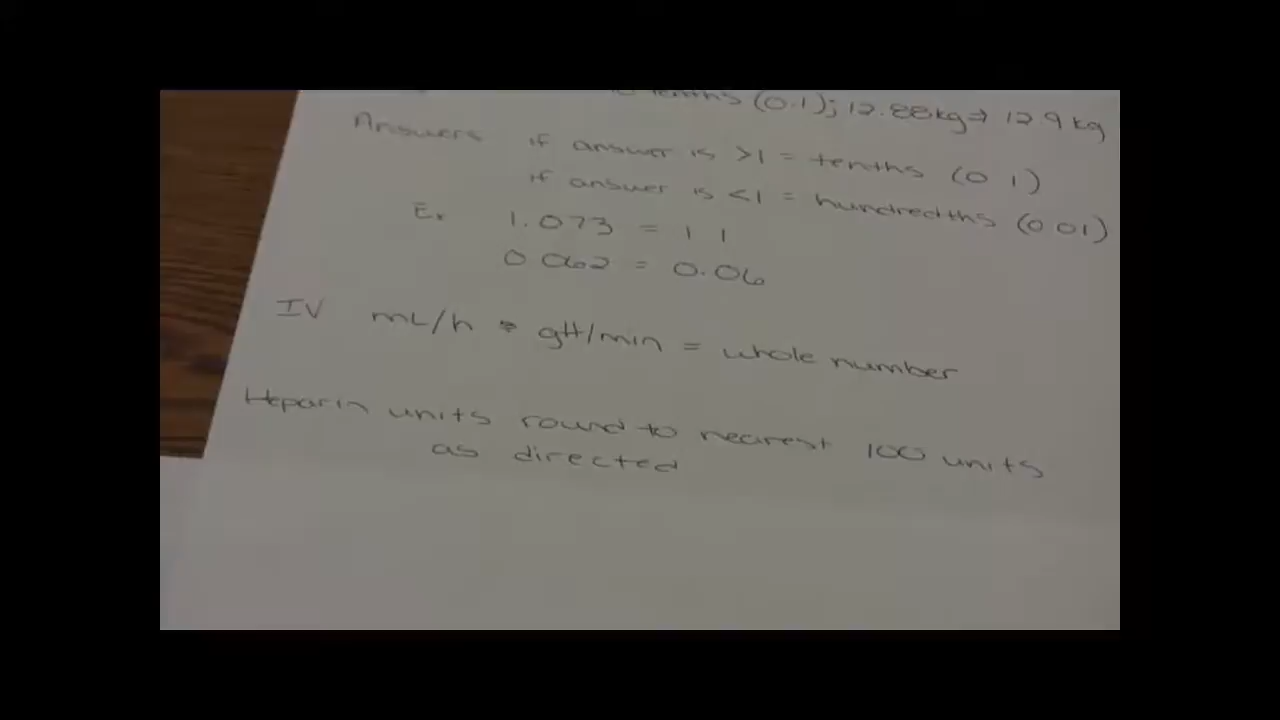 tenths (0.1); 12.88kg⇒ 12.9 kg
Answers if answer is >1 = tenths (0 1)
if answer is <1 = hundredths (0 01)
Ex 1.073 = 1 1
0 062 = 0.06
IV mL/h * gtt/min = whole number
Heparin units round to nearest 100 units
as directed